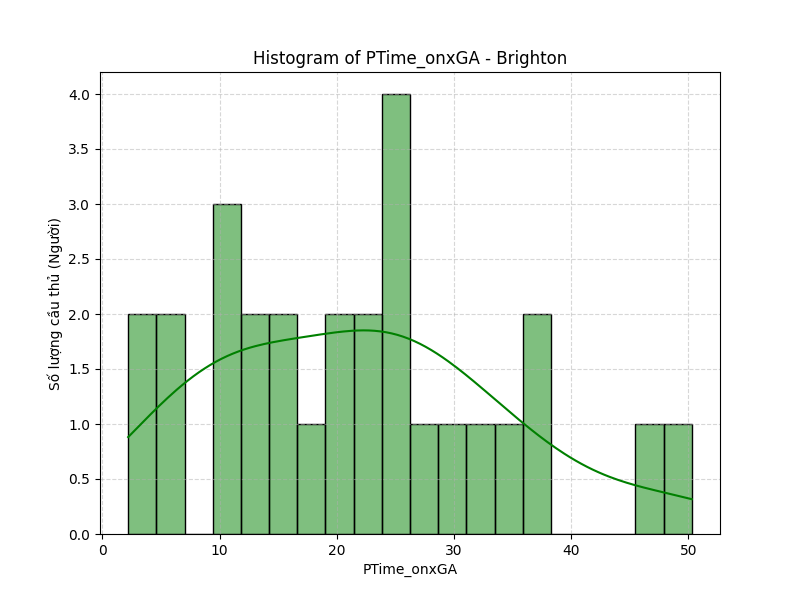 Histogram of PTime_onxGA - Brighton
Số lượng cầu thủ (Người)
4.0
3.5
3.0
2.5
2.0
1.5
1.0
0.5
0.0
0 10 20 30 40 50
PTime_onxGA